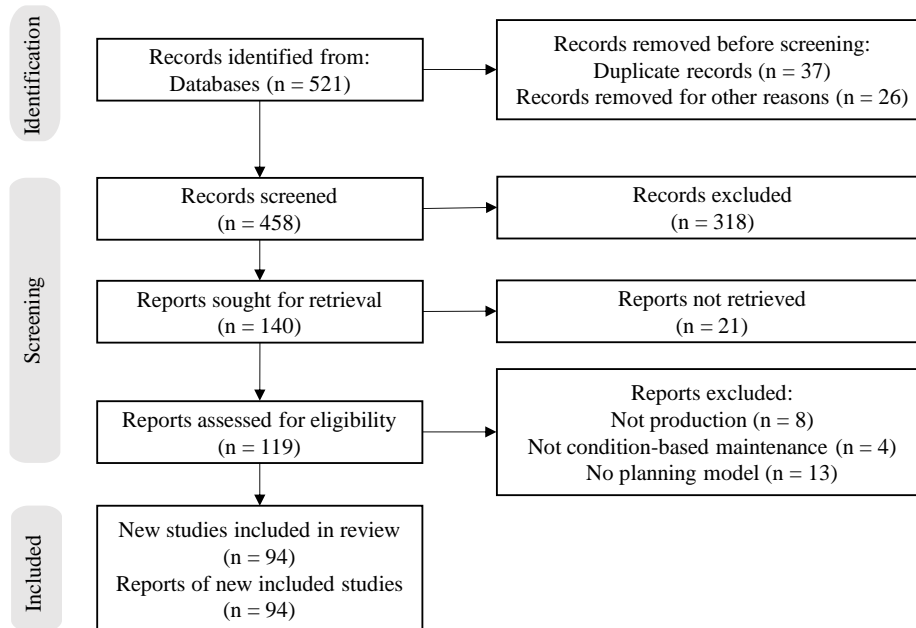 Identification
Records identified from:
Databases (n = 521)
Records removed before screening:
Duplicate records (n = 37)
Records removed for other reasons (n = 26)
Screening
Records screened
(n = 458)
Records excluded
(n = 318)
Reports sought for retrieval
(n = 140)
Reports not retrieved
(n = 21)
Reports assessed for eligibility
(n = 119)
Reports excluded:
Not production (n = 8)
Not condition-based maintenance (n = 4)
No planning model (n = 13)
Included
New studies included in review
(n = 94)
Reports of new included studies
(n = 94)